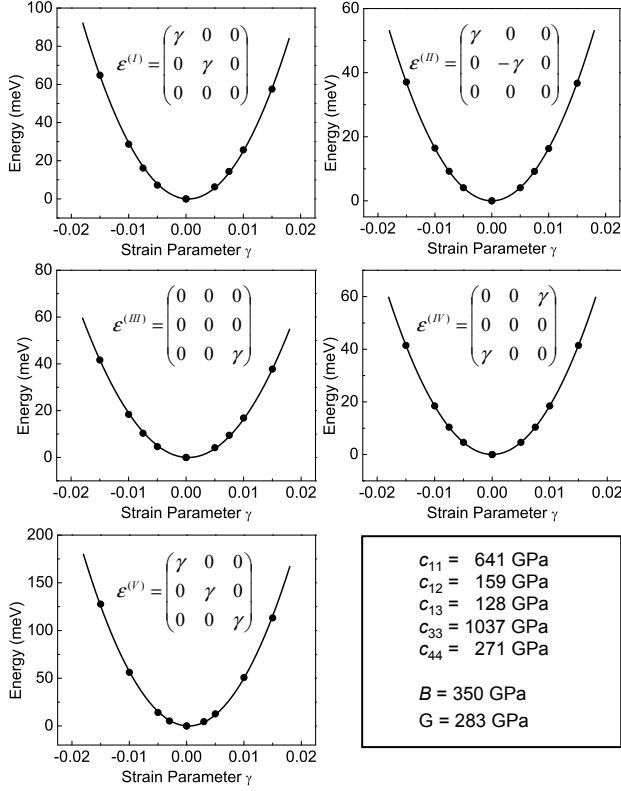 100
80
60
40
20
0
Energy (meV)
ε(I) = (γ 0 0
0 γ 0
0 0 0)
-0.02 -0.01 0.00 0.01 0.02
Strain Parameter γ
60
40
20
0
Energy (meV)
ε(II) = (γ 0 0
0 -γ 0
0 0 0)
-0.02 -0.01 0.00 0.01 0.02
Strain Parameter γ
80
60
40
20
0
Energy (meV)
ε(III) = (0 0 0
0 0 0
0 0 γ)
-0.02 -0.01 0.00 0.01 0.02
Strain Parameter γ
60
40
20
0
Energy (meV)
ε(IV) = (0 0 γ
0 0 0
γ 0 0)
-0.02 -0.01 0.00 0.01 0.02
Strain Parameter γ
200
150
100
50
0
Energy (meV)
ε(V) = (γ 0 0
0 γ 0
0 0 γ)
-0.02 -0.01 0.00 0.01 0.02
Strain Parameter γ
c11 = 641 GPa
c12 = 159 GPa
c13 = 128 GPa
c33 = 1037 GPa
c44 = 271 GPa
B = 350 GPa
G = 283 GPa